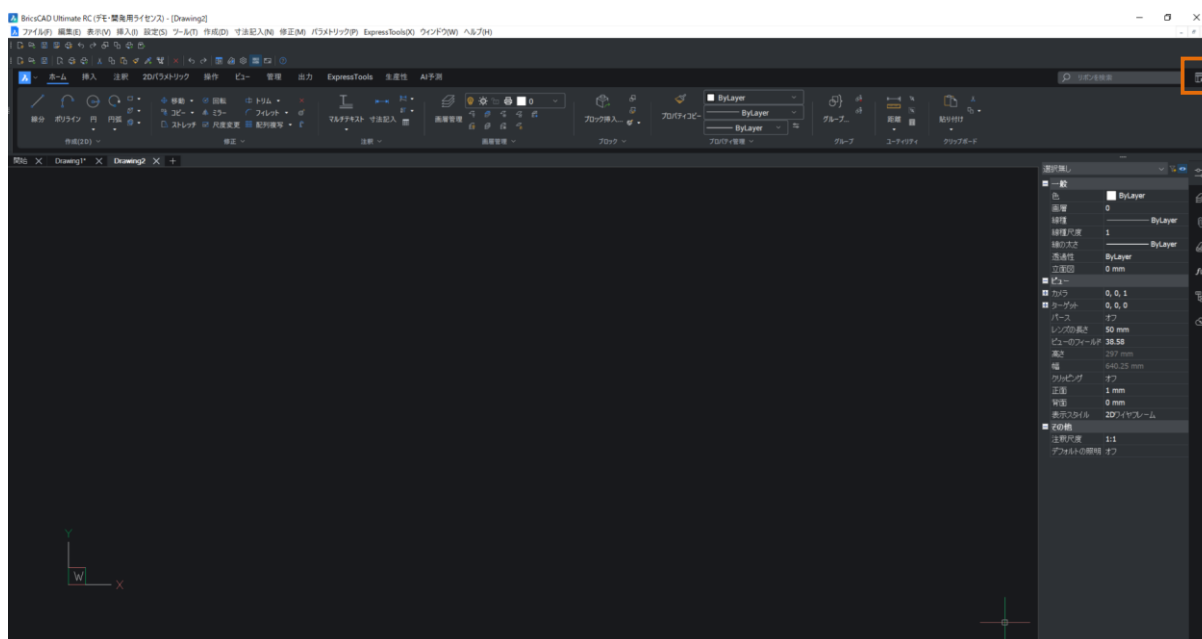 BricsCAD Ultimate RC (デモ・開発用ライセンス) - [Drawing2]
ファイル(F) 編集(E) 表示(V) 挿入(I) 設定(S) ツール(T) 作成(D) 寸法記入(N) 修正(M) パラメトリック(P) ExpressTools(X) ウィンドウ(W) ヘルプ(H)
ホーム 挿入 注釈 2Dパラメトリック 操作 ビュー 管理 出力 ExpressTools 生産性 AI予測 リボンを検索
線分 ポリライン 円 円弧 移動 回転 トリム マルチテキスト 寸法記入 画層管理 0 ブロック挿入... プロパティコピー ByLayer グループ... 距離 貼り付け
コピー ミラー フィレット ByLayer
ストレッチ 尺度変更 配列複写 ByLayer
作成(2D) 修正 注釈 画層管理 ブロック プロパティ管理 グループ ユーティリティ クリップボード
開始 Drawing1* Drawing2
選択無し
一般
色 ByLayer
画層 0
線種 ByLayer
線種尺度 1
線の太さ ByLayer
透過性 ByLayer
立面図 0 mm
ビュー
カメラ 0, 0, 1
ターゲット 0, 0, 0
パース オフ
レンズの長さ 50 mm
ビューのフィールド 38.58
高さ 297 mm
幅 640.25 mm
クリッピング オフ
正面 1 mm
背面 0 mm
表示スタイル 2Dワイヤフレーム
その他
注釈尺度 1:1
デフォルトの照明 オフ
Y
W X